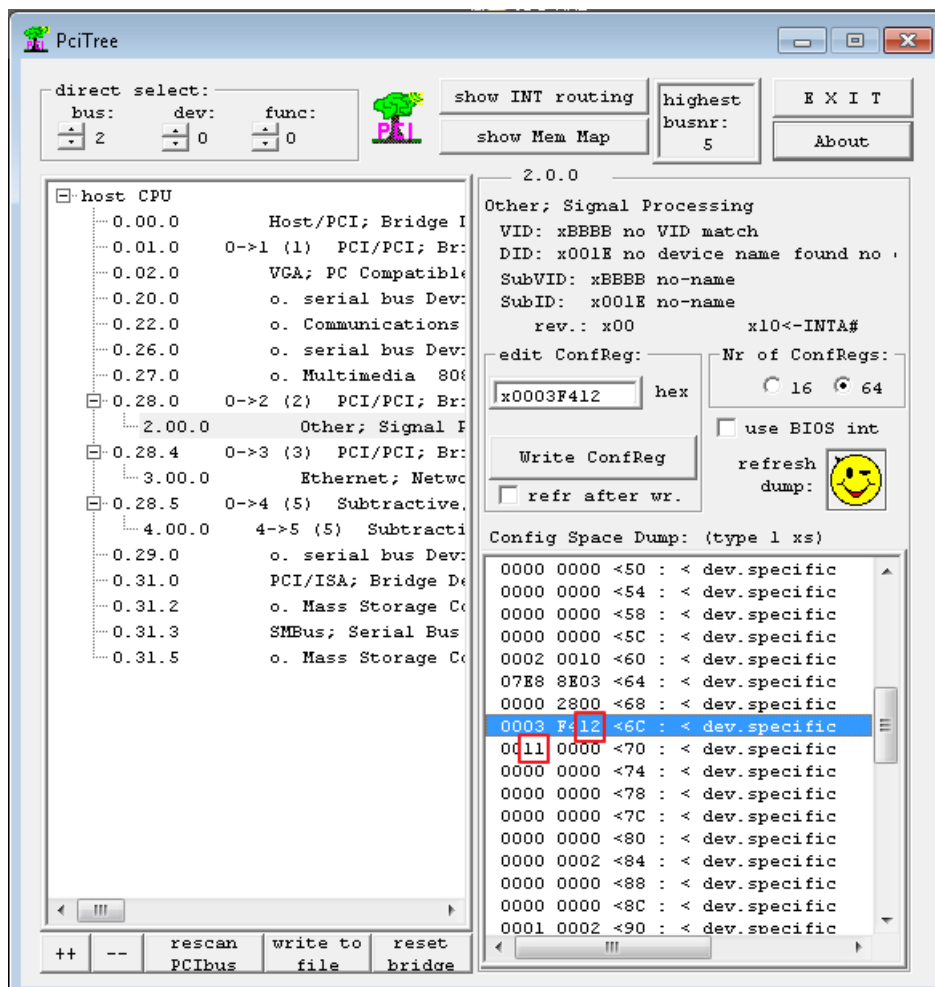 PciTree
direct select:
bus: dev: func:
2 0 0
PCI
show INT routing
show Mem Map
highest
busnr:
5
E X I T
About
host CPU
0.00.0 Host/PCI; Bridge
0.01.0 0->1 (1) PCI/PCI;
0.02.0 VGA; PC Compatible
0.20.0 o. serial bus
0.22.0 o. Communications
0.26.0 o. serial bus
0.27.0 o. Multimedia 808
0.28.0 0->2 (2) PCI/PCI;
2.00.0 Other; Signal
0.28.4 0->3 (3) PCI/PCI;
3.00.0 Ethernet;
0.28.5 0->4 (5) Subtractive
4.00.0 4->5 (5) Subtracti
0.29.0 o. serial bus
0.31.0 PCI/ISA; Bridge
0.31.2 o. Mass Storage
0.31.3 SMBus; Serial Bus
0.31.5 o. Mass Storage
++ -- rescan PCIbus write to file reset bridge
2.0.0
Other; Signal Processing
VID: xBBBB no VID match
DID: x001E no device name found no
SubVID: xBBBB no-name
SubID: x001E no-name
rev.: x00 x10<-INTA#
edit ConfReg:
x0003F412 hex
Write ConfReg
refr after wr.
Nr of ConfRegs:
16 64
use BIOS int
refresh
dump:
Config Space Dump: (type 1 xs)
0000 0000 <50 : < dev.specific
0000 0000 <54 : < dev.specific
0000 0000 <58 : < dev.specific
0000 0000 <5C : < dev.specific
0002 0010 <60 : < dev.specific
07E8 8E03 <64 : < dev.specific
0000 2800 <68 : < dev.specific
0003 F412 <6C : < dev.specific
0011 0000 <70 : < dev.specific
0000 0000 <74 : < dev.specific
0000 0000 <78 : < dev.specific
0000 0000 <7C : < dev.specific
0000 0000 <80 : < dev.specific
0000 0002 <84 : < dev.specific
0000 0000 <88 : < dev.specific
0000 0000 <8C : < dev.specific
0001 0002 <90 : < dev.specific